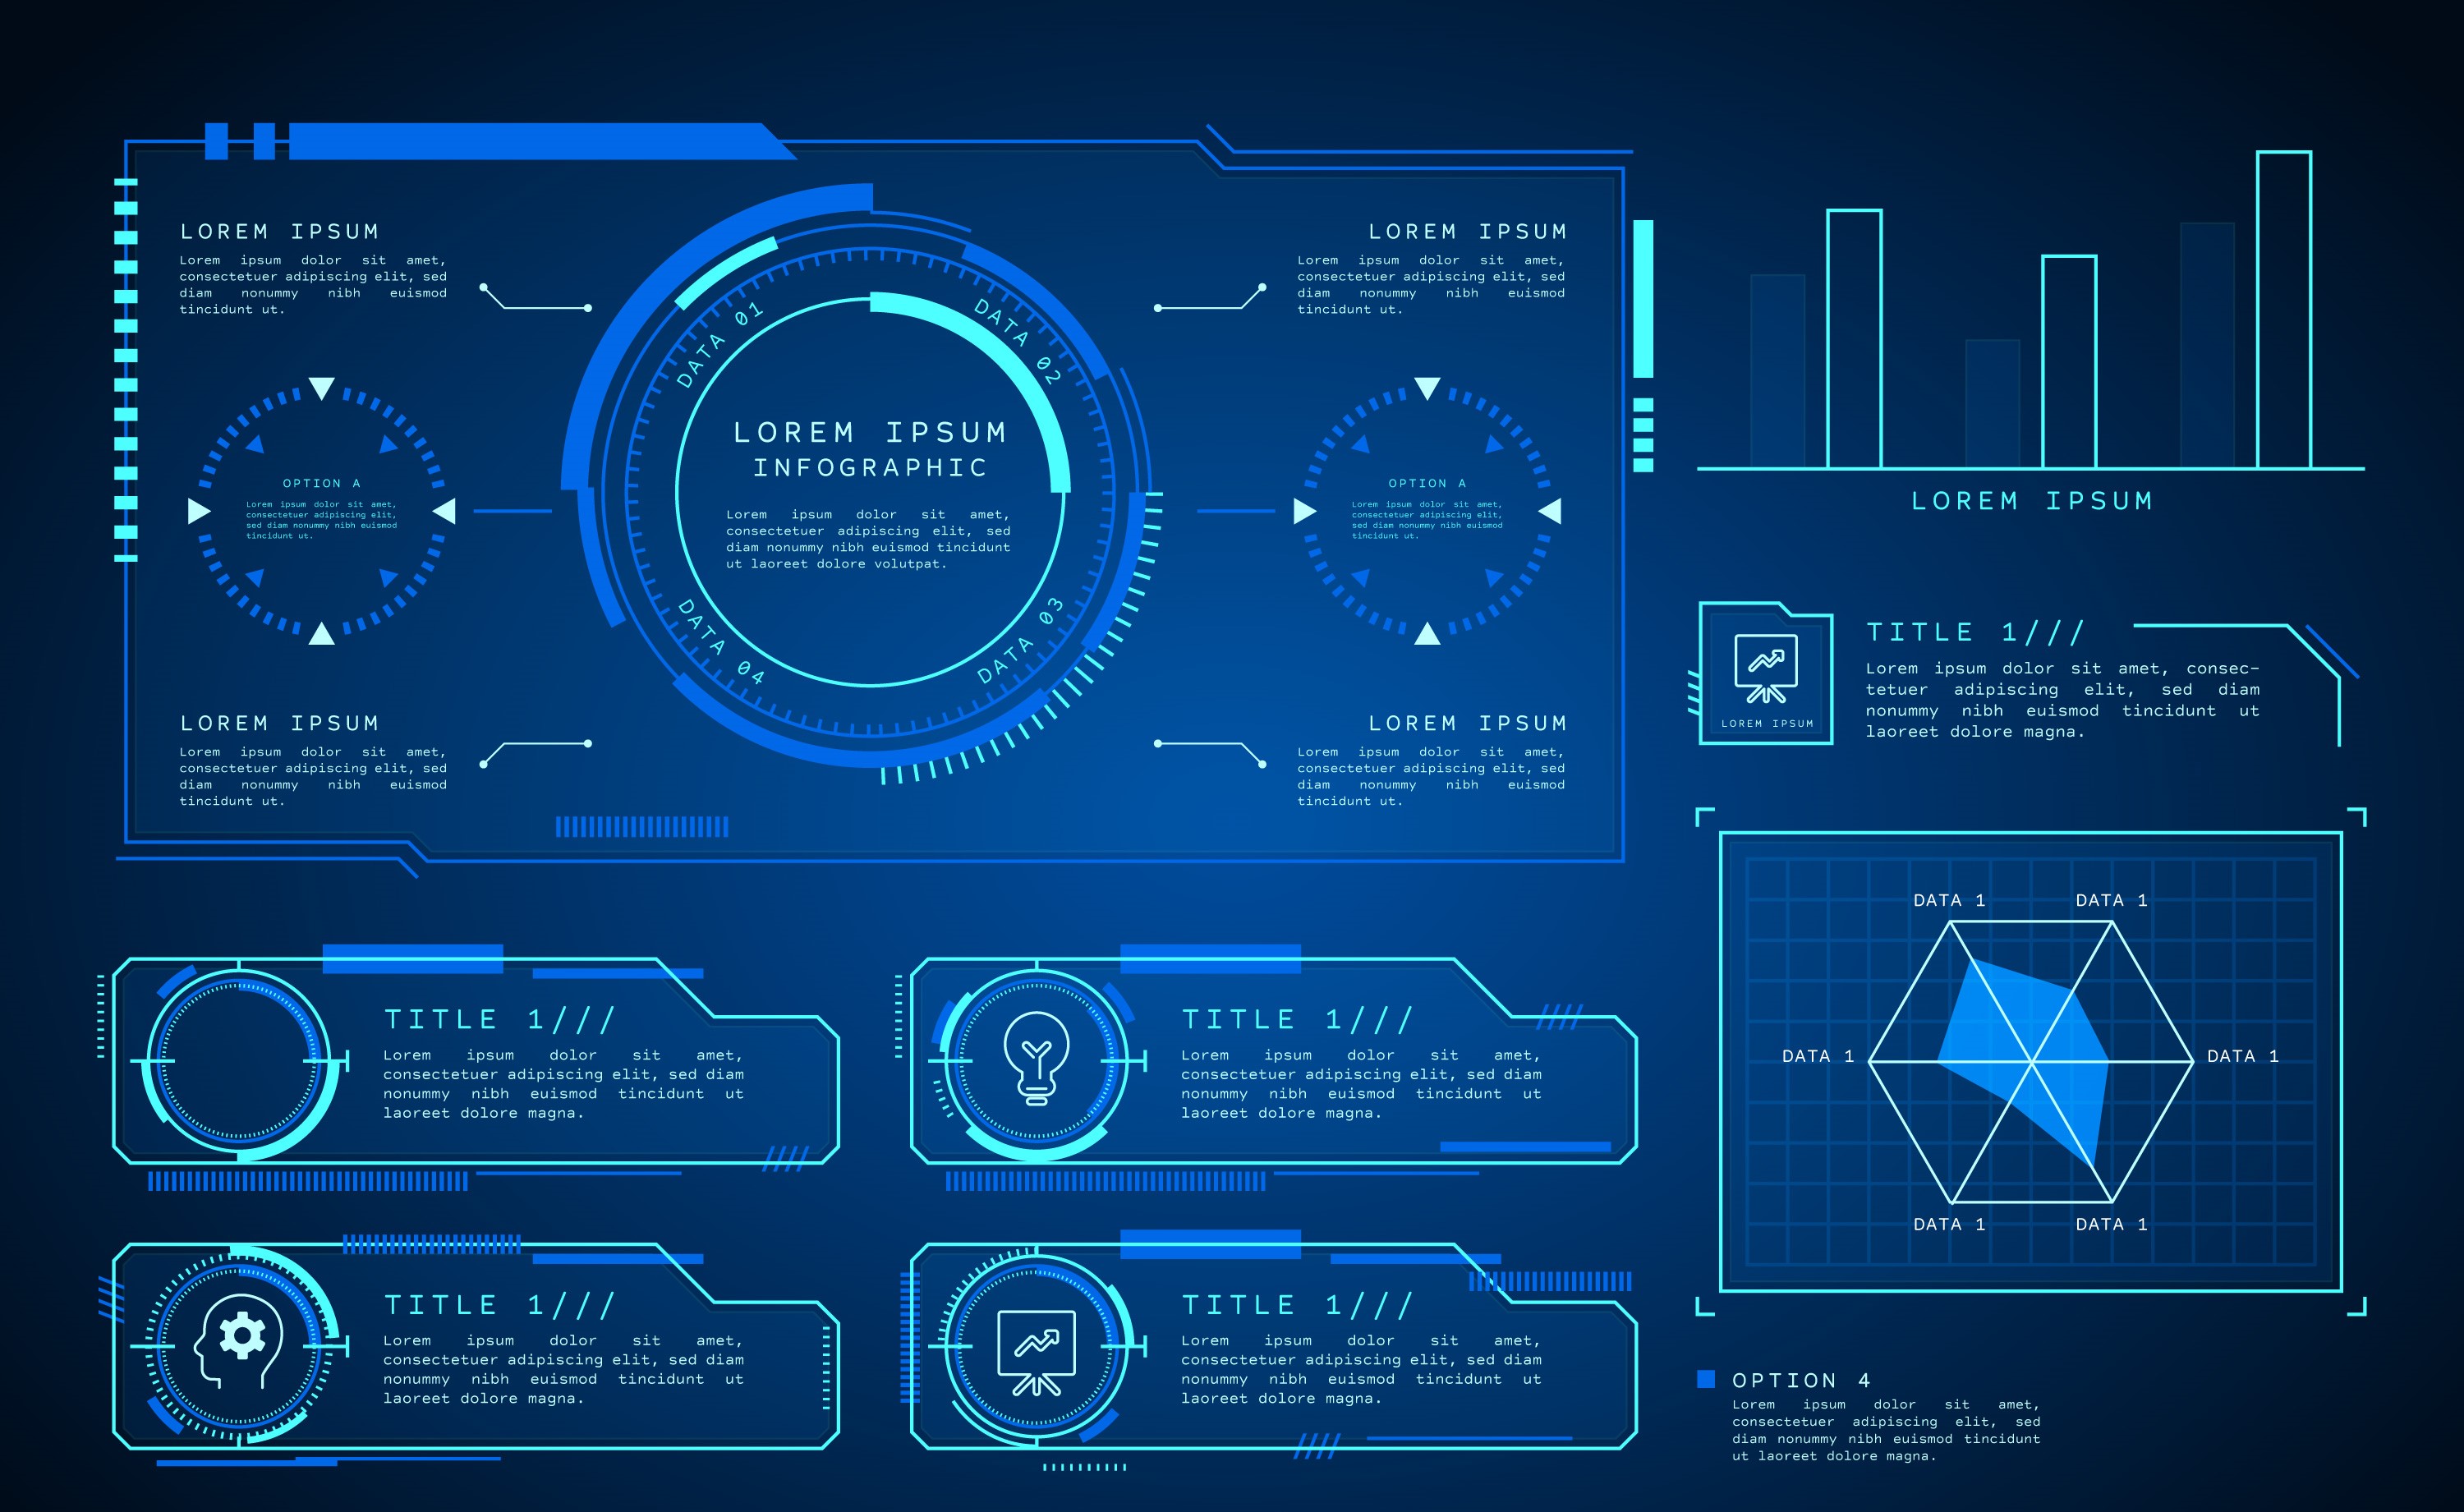 LOREM IPSUM
Lorem ipsum dolor sit amet,
consectetuer adipiscing elit, sed
diam nonummy nibh euismod
tincidunt ut.
LOREM IPSUM
Lorem ipsum dolor sit amet,
consectetuer adipiscing elit, sed
diam nonummy nibh euismod
tincidunt ut.
DATA 01
DATA 02
LOREM IPSUM
INFOGRAPHIC
Lorem ipsum dolor sit amet,
consectetuer adipiscing elit, sed
diam nonummy nibh euismod tincidunt
ut laoreet dolore volutpat.
DATA 04
DATA 03
OPTION A
Lorem ipsum dolor sit amet,
consectetuer adipiscing elit,
sed diam nonummy nibh euismod
tincidunt ut.
OPTION A
Lorem ipsum dolor sit amet,
consectetuer adipiscing elit,
sed diam nonummy nibh euismod
tincidunt ut.
LOREM IPSUM
Lorem ipsum dolor sit amet,
consectetuer adipiscing elit, sed
diam nonummy nibh euismod
tincidunt ut.
LOREM IPSUM
Lorem ipsum dolor sit amet,
consectetuer adipiscing elit, sed
diam nonummy nibh euismod
tincidunt ut.
LOREM IPSUM
LOREM IPSUM
TITLE 1///
Lorem ipsum dolor sit amet, consec-
tetuer adipiscing elit, sed diam
nonummy nibh euismod tincidunt ut
laoreet dolore magna.
DATA 1
DATA 1
DATA 1
DATA 1
DATA 1
DATA 1
TITLE 1///
Lorem ipsum dolor sit amet,
consectetuer adipiscing elit, sed diam
nonummy nibh euismod tincidunt ut
laoreet dolore magna.
TITLE 1///
Lorem ipsum dolor sit amet,
consectetuer adipiscing elit, sed diam
nonummy nibh euismod tincidunt ut
laoreet dolore magna.
TITLE 1///
Lorem ipsum dolor sit amet,
consectetuer adipiscing elit, sed diam
nonummy nibh euismod tincidunt ut
laoreet dolore magna.
TITLE 1///
Lorem ipsum dolor sit amet,
consectetuer adipiscing elit, sed diam
nonummy nibh euismod tincidunt ut
laoreet dolore magna.
OPTION 4
Lorem ipsum dolor sit amet,
consectetuer adipiscing elit, sed
diam nonummy nibh euismod tincidunt
ut laoreet dolore magna.